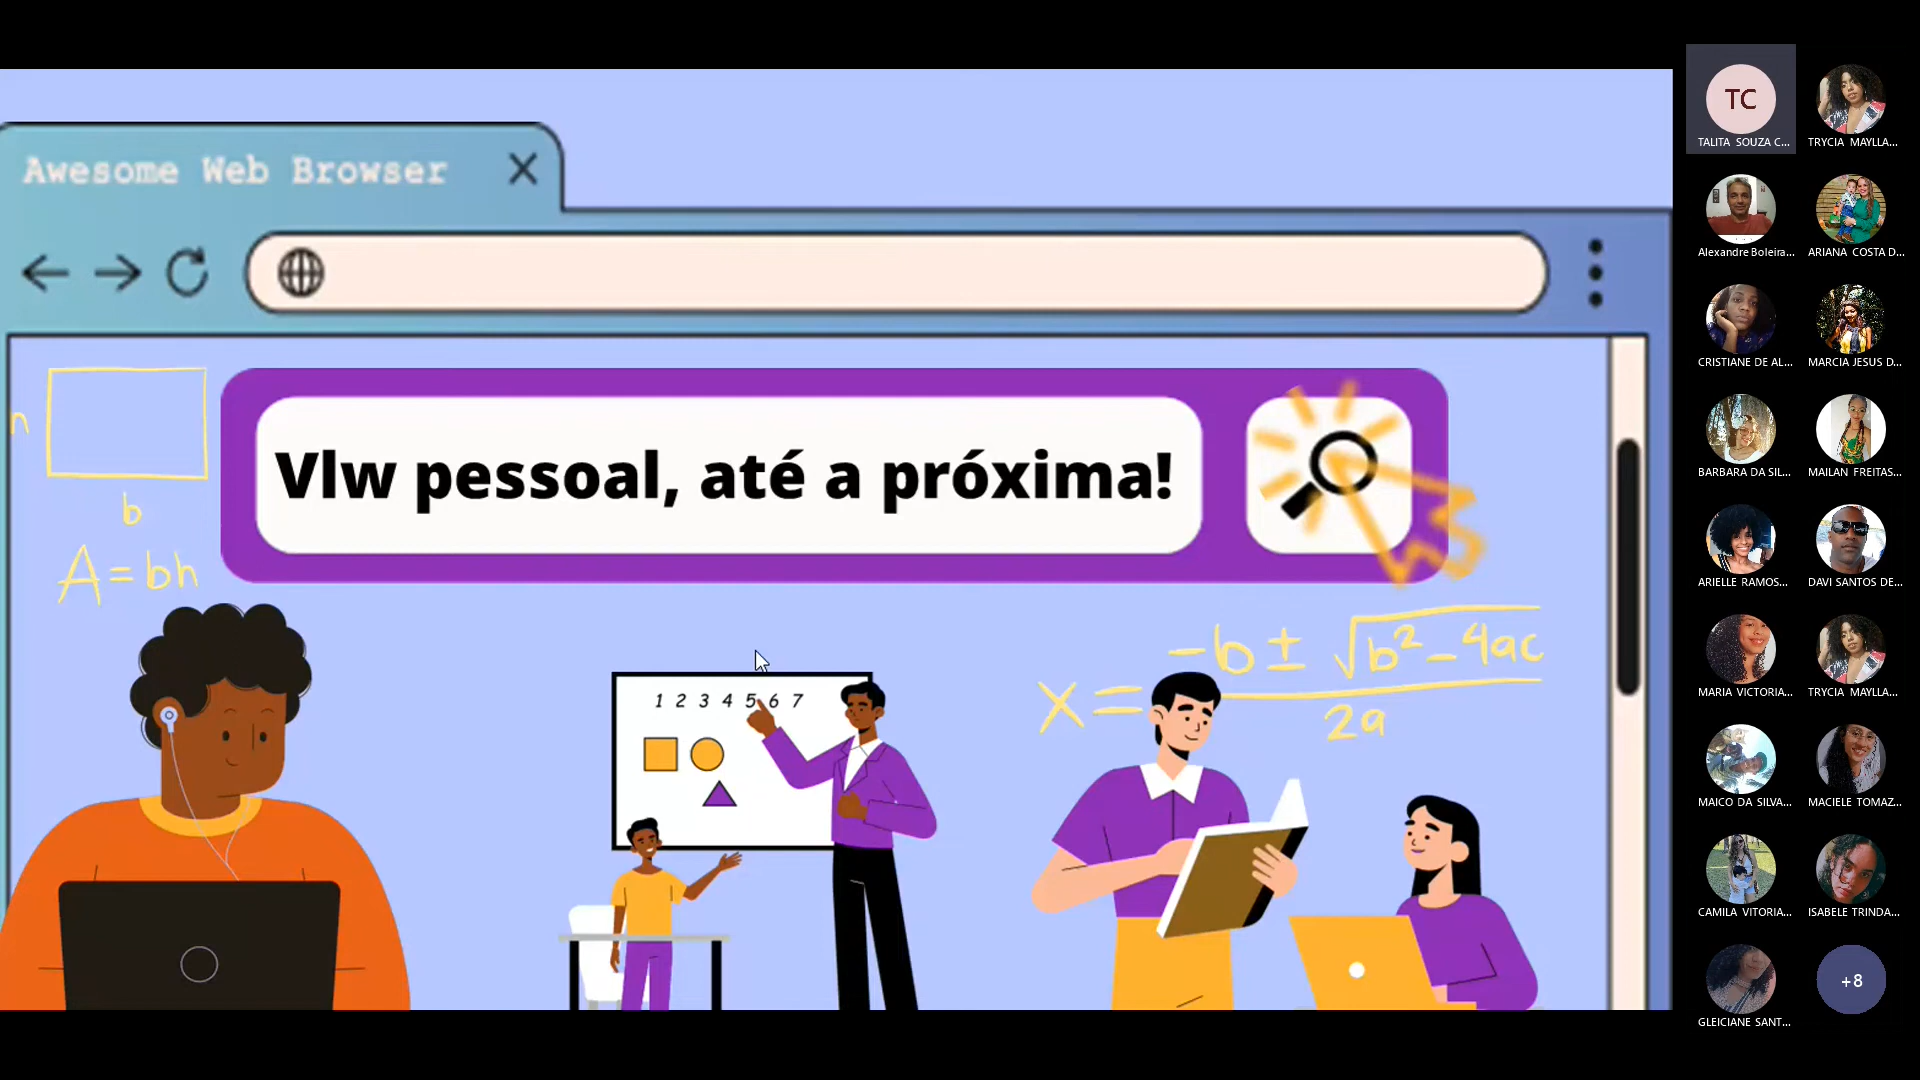 Awesome Web Browser
Vlw pessoal, até a próxima!
h
b
A=bh
1 2 3 4 5 6 7
x = -b ± √b²-4ac
2a
TC
TALITA SOUZA C...
TRYCIA MAYLLA...
Alexandre Boleira...
ARIANA COSTA D...
CRISTIANE DE AL...
MARCIA JESUS D...
BARBARA DA SIL...
MAILAN FREITAS...
ARIELLE RAMOS...
DAVI SANTOS DE...
MARIA VICTORIA...
TRYCIA MAYLLA...
MAICO DA SILVA...
MACIELE TOMAZ...
CAMILA VITORIA...
ISABELE TRINDA...
GLEICIANE SANT...
+8